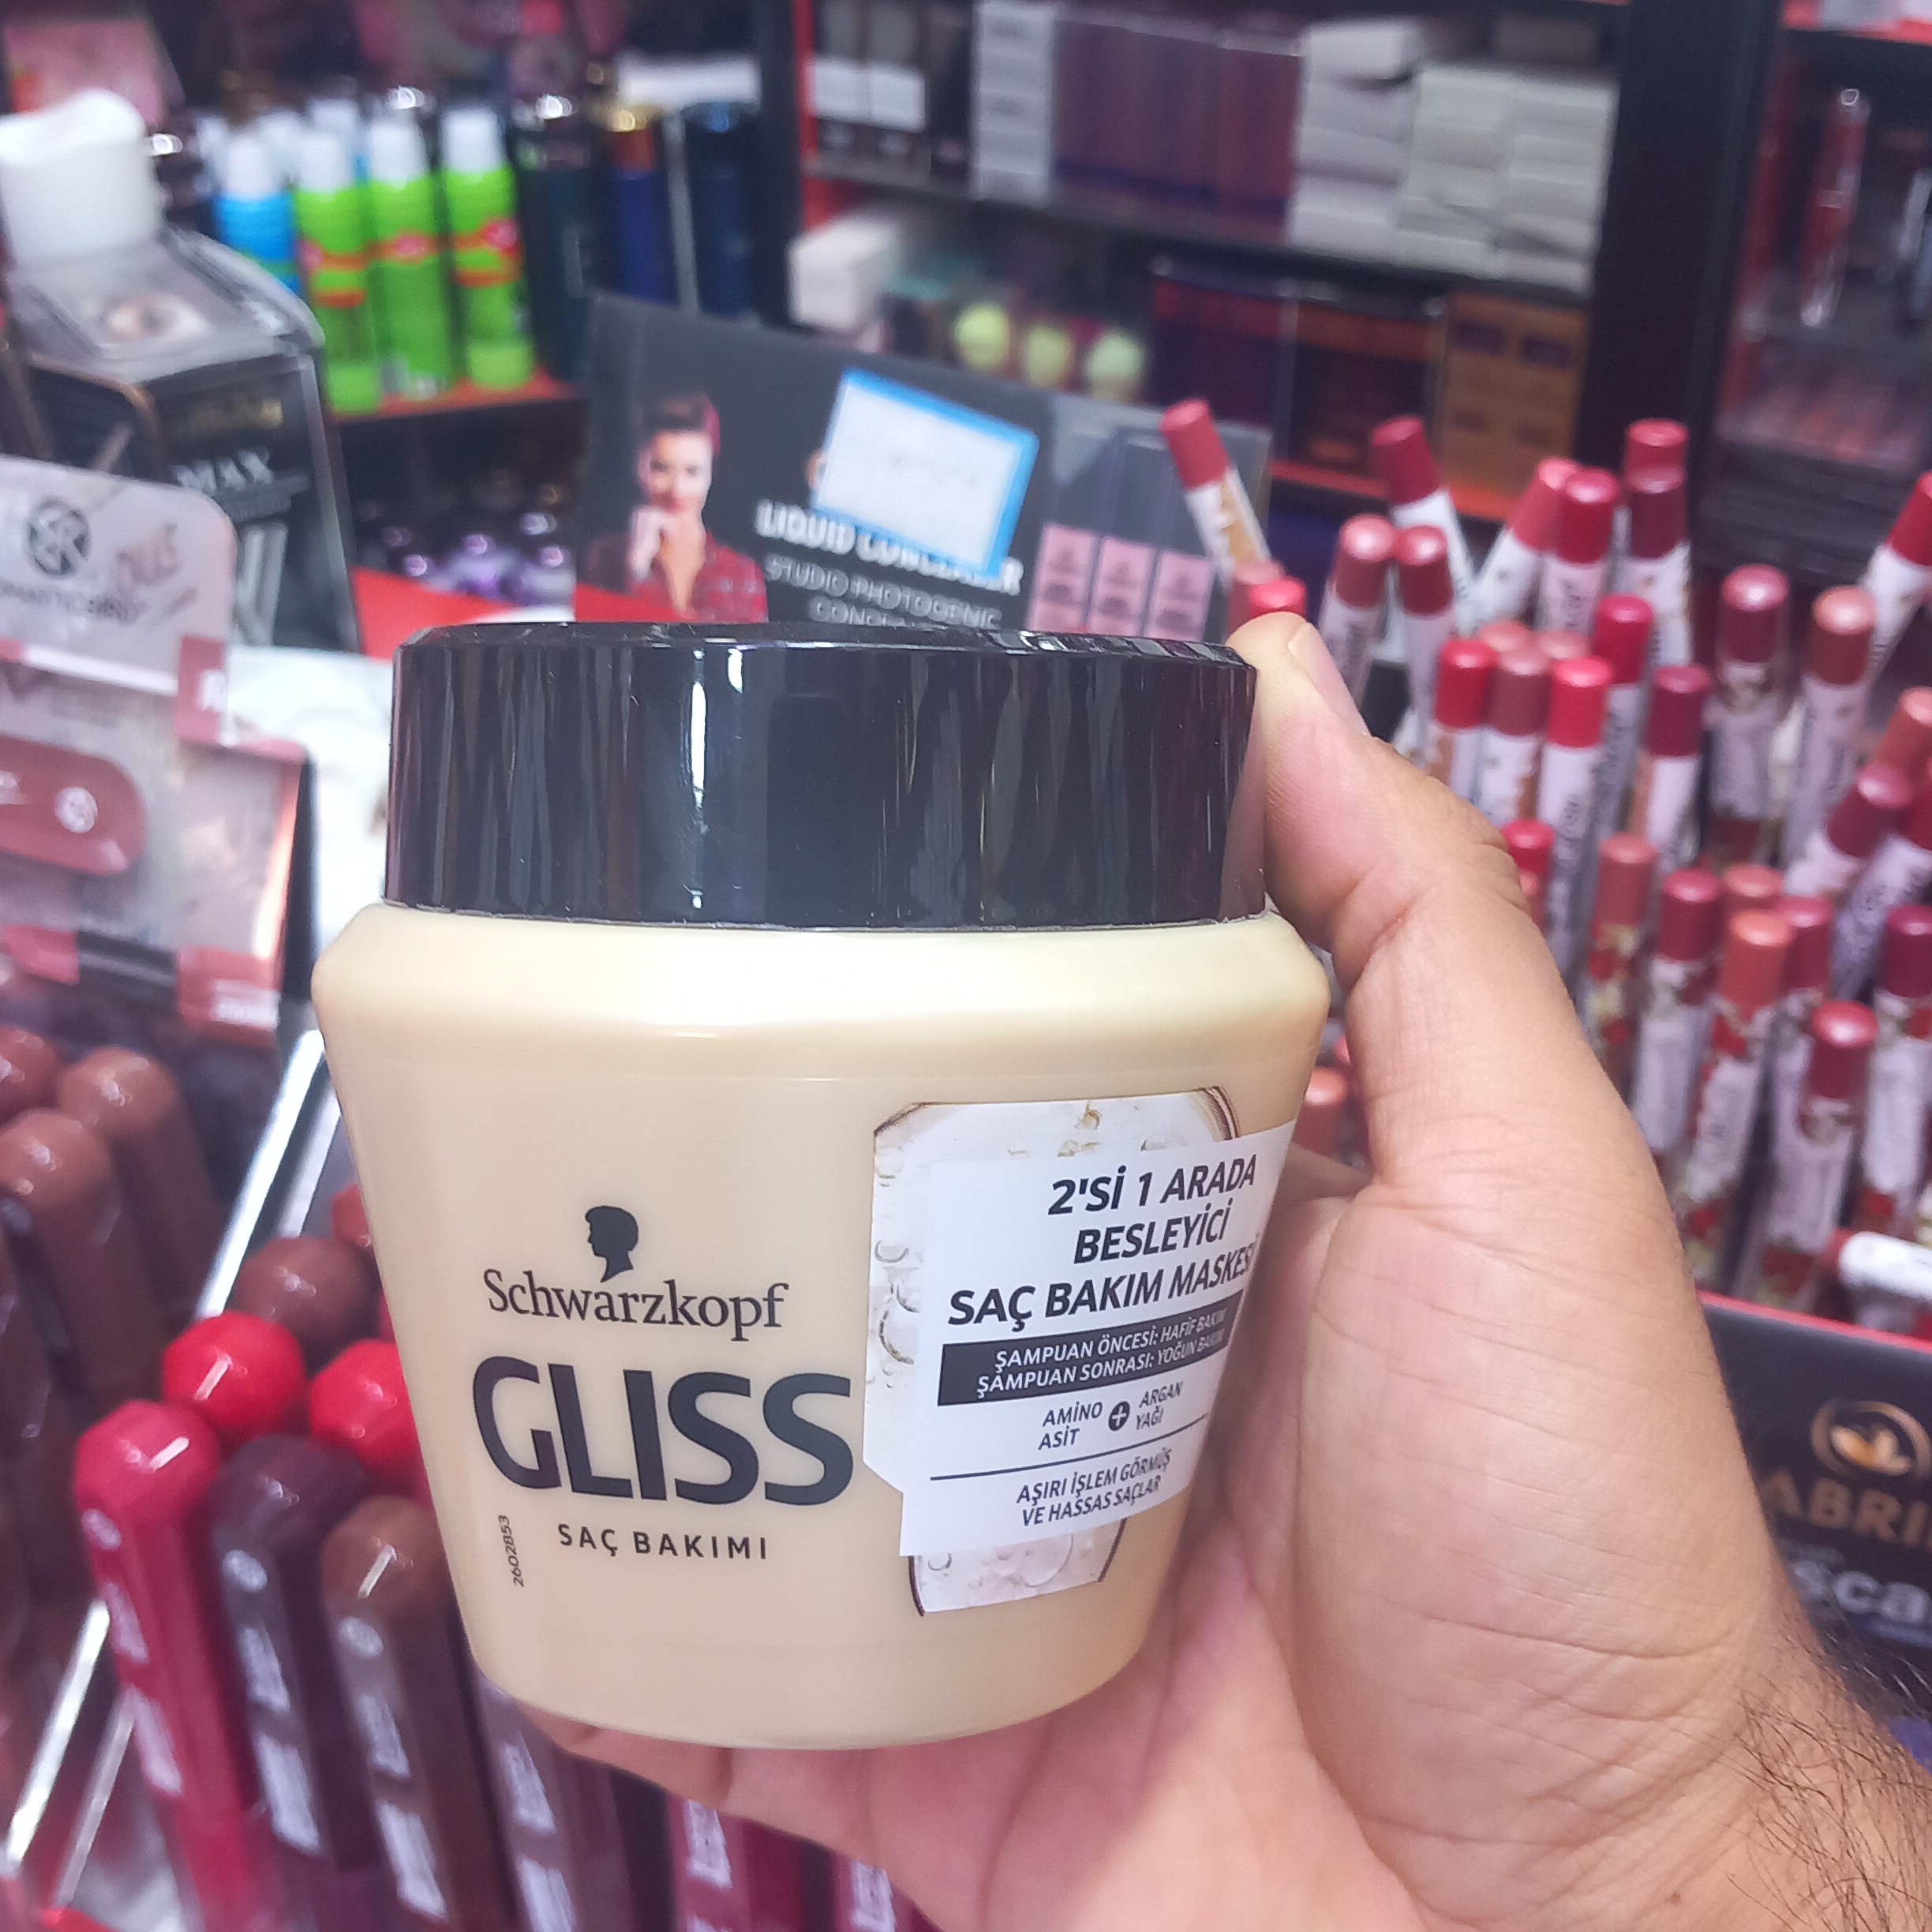 WAX
LIQUID
STUDIO PHOTOGENIC
Schwarzkopf
GLISS
SAÇ BAKIMI
2602853
2'Sİ 1 ARADA
BESLEYİCİ
SAÇ BAKIM MASKESİ
ŞAMPUAN ÖNCESİ: HAFİF BAKIM
ŞAMPUAN SONRASI: YOĞUN BAKIM
AMİNO
ASİT
+
ARGAN
YAĞI
AŞIRI İŞLEM GÖRMÜŞ
VE HASSAS SAÇLAR